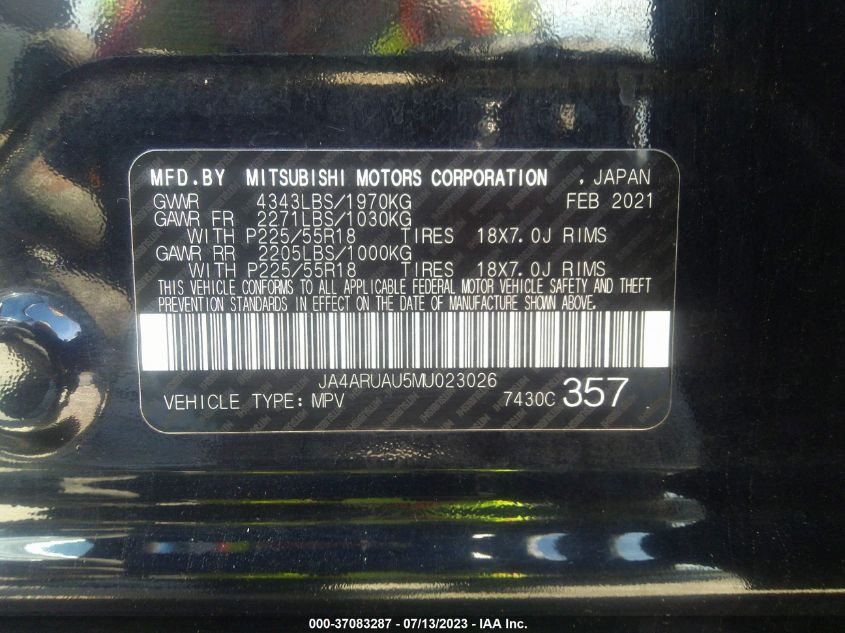 MFD.BY MITSUBISHI MOTORS CORPORATION , JAPAN
GVWR 4343LBS/1970KG FEB 2021
GAWR FR 2271LBS/1030KG
WITH P225/55R18 TIRES 18X7.0J RIMS
GAWR RR 2205LBS/1000KG
WITH P225/55R18 TIRES 18X7.0J RIMS
THIS VEHICLE CONFORMS TO ALL APPLICABLE FEDERAL MOTOR VEHICLE SAFETY AND THEFT
PREVENTION STANDARDS IN EFFECT ON THE DATE OF MANUFACTURE SHOWN ABOVE.
JA4ARUAU5MU023026
VEHICLE TYPE: MPV 7430C 357
000-37083287 - 07/13/2023 - IAA Inc.